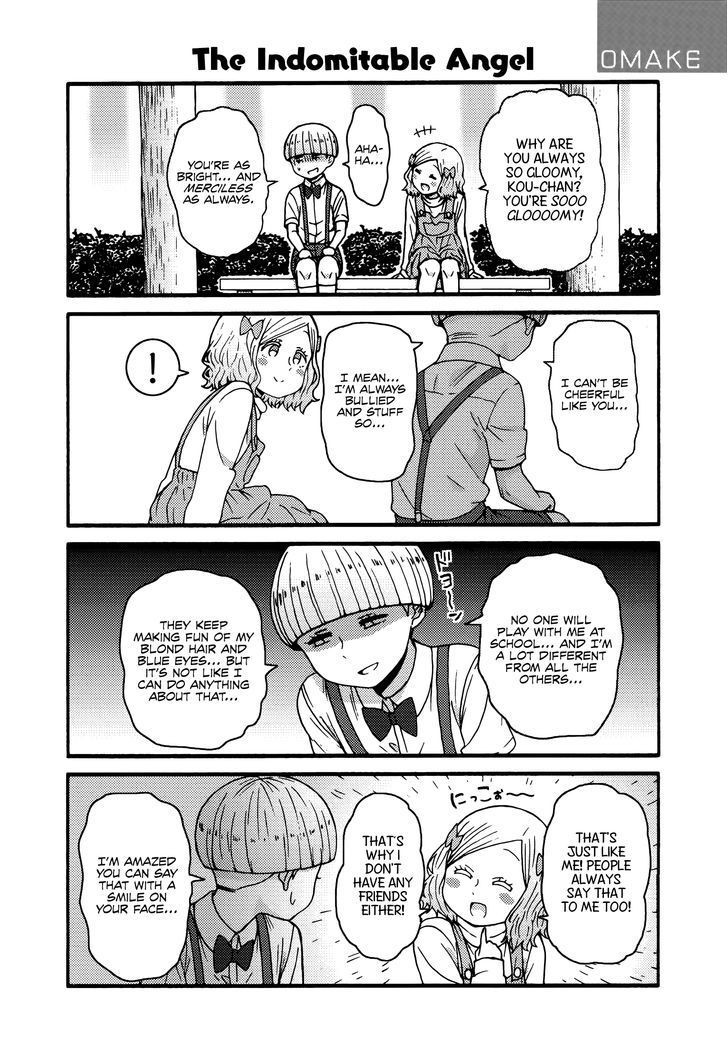 OMAKE
The Indomitable Angel
WHY ARE
YOU ALWAYS
SO GLOOMY,
KOU-CHAN?
YOU'RE SOOO
GLOOOOMY!
AHA-
HA...
YOU'RE AS
BRIGHT... AND
MERCILESS
AS ALWAYS.
I CAN'T BE
CHEERFUL
LIKE YOU...
I MEAN...
I'M ALWAYS
BULLIED
AND STUFF
SO...
!
NO ONE WILL
PLAY WITH ME AT
SCHOOL... AND I'M
A LOT DIFFERENT
FROM ALL THE
OTHERS...
ドヨーン
THEY KEEP
MAKING FUN OF MY
BLOND HAIR AND
BLUE EYES... BUT
IT'S NOT LIKE I
CAN DO ANYTHING
ABOUT THAT...
THAT'S
JUST LIKE
ME! PEOPLE
ALWAYS
SAY THAT
TO ME TOO!
にっこぉ〜
THAT'S
WHY I
DON'T
HAVE ANY
FRIENDS
EITHER!
I'M AMAZED
YOU CAN SAY
THAT WITH A
SMILE ON
YOUR FACE...